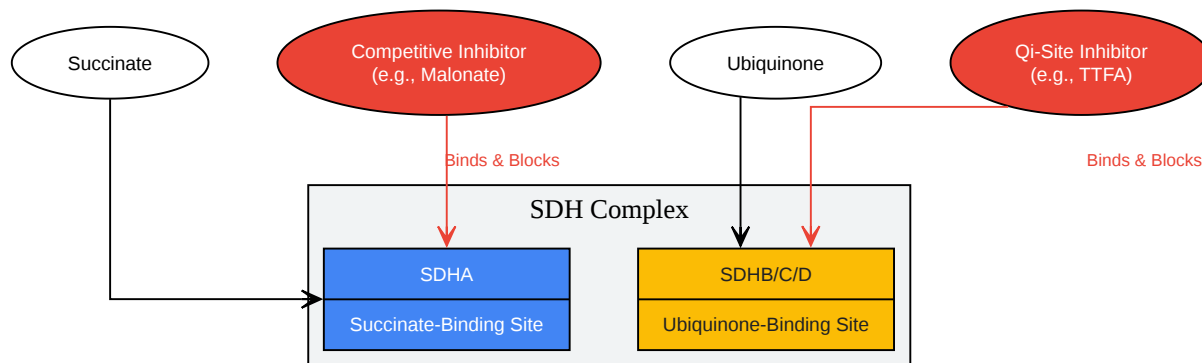 Succinate
Competitive Inhibitor
(e.g., Malonate)
Ubiquinone
Qi-Site Inhibitor
(e.g., TTFA)
Binds & Blocks
Binds & Blocks
SDH Complex
SDHA
Succinate-Binding Site
SDHB/C/D
Ubiquinone-Binding Site